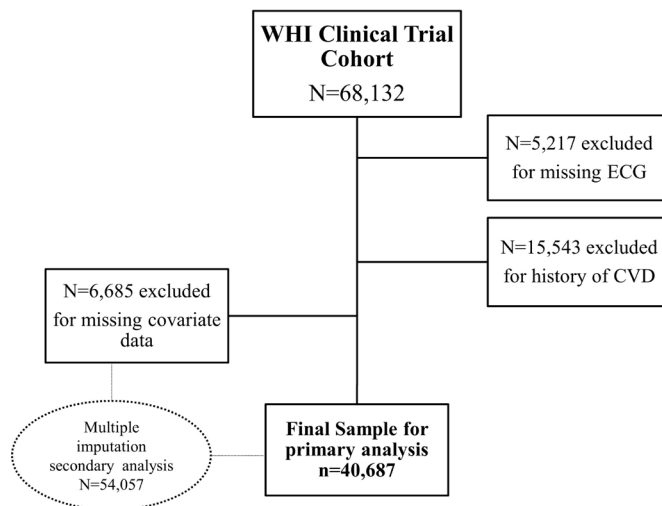 WHI Clinical Trial
Cohort
N=68,132
N=5,217 excluded
for missing ECG
N=15,543 excluded
for history of CVD
N=6,685 excluded
for missing covariate
data
Multiple
imputation
secondary analysis
N=54,057
Final Sample for
primary analysis
n=40,687